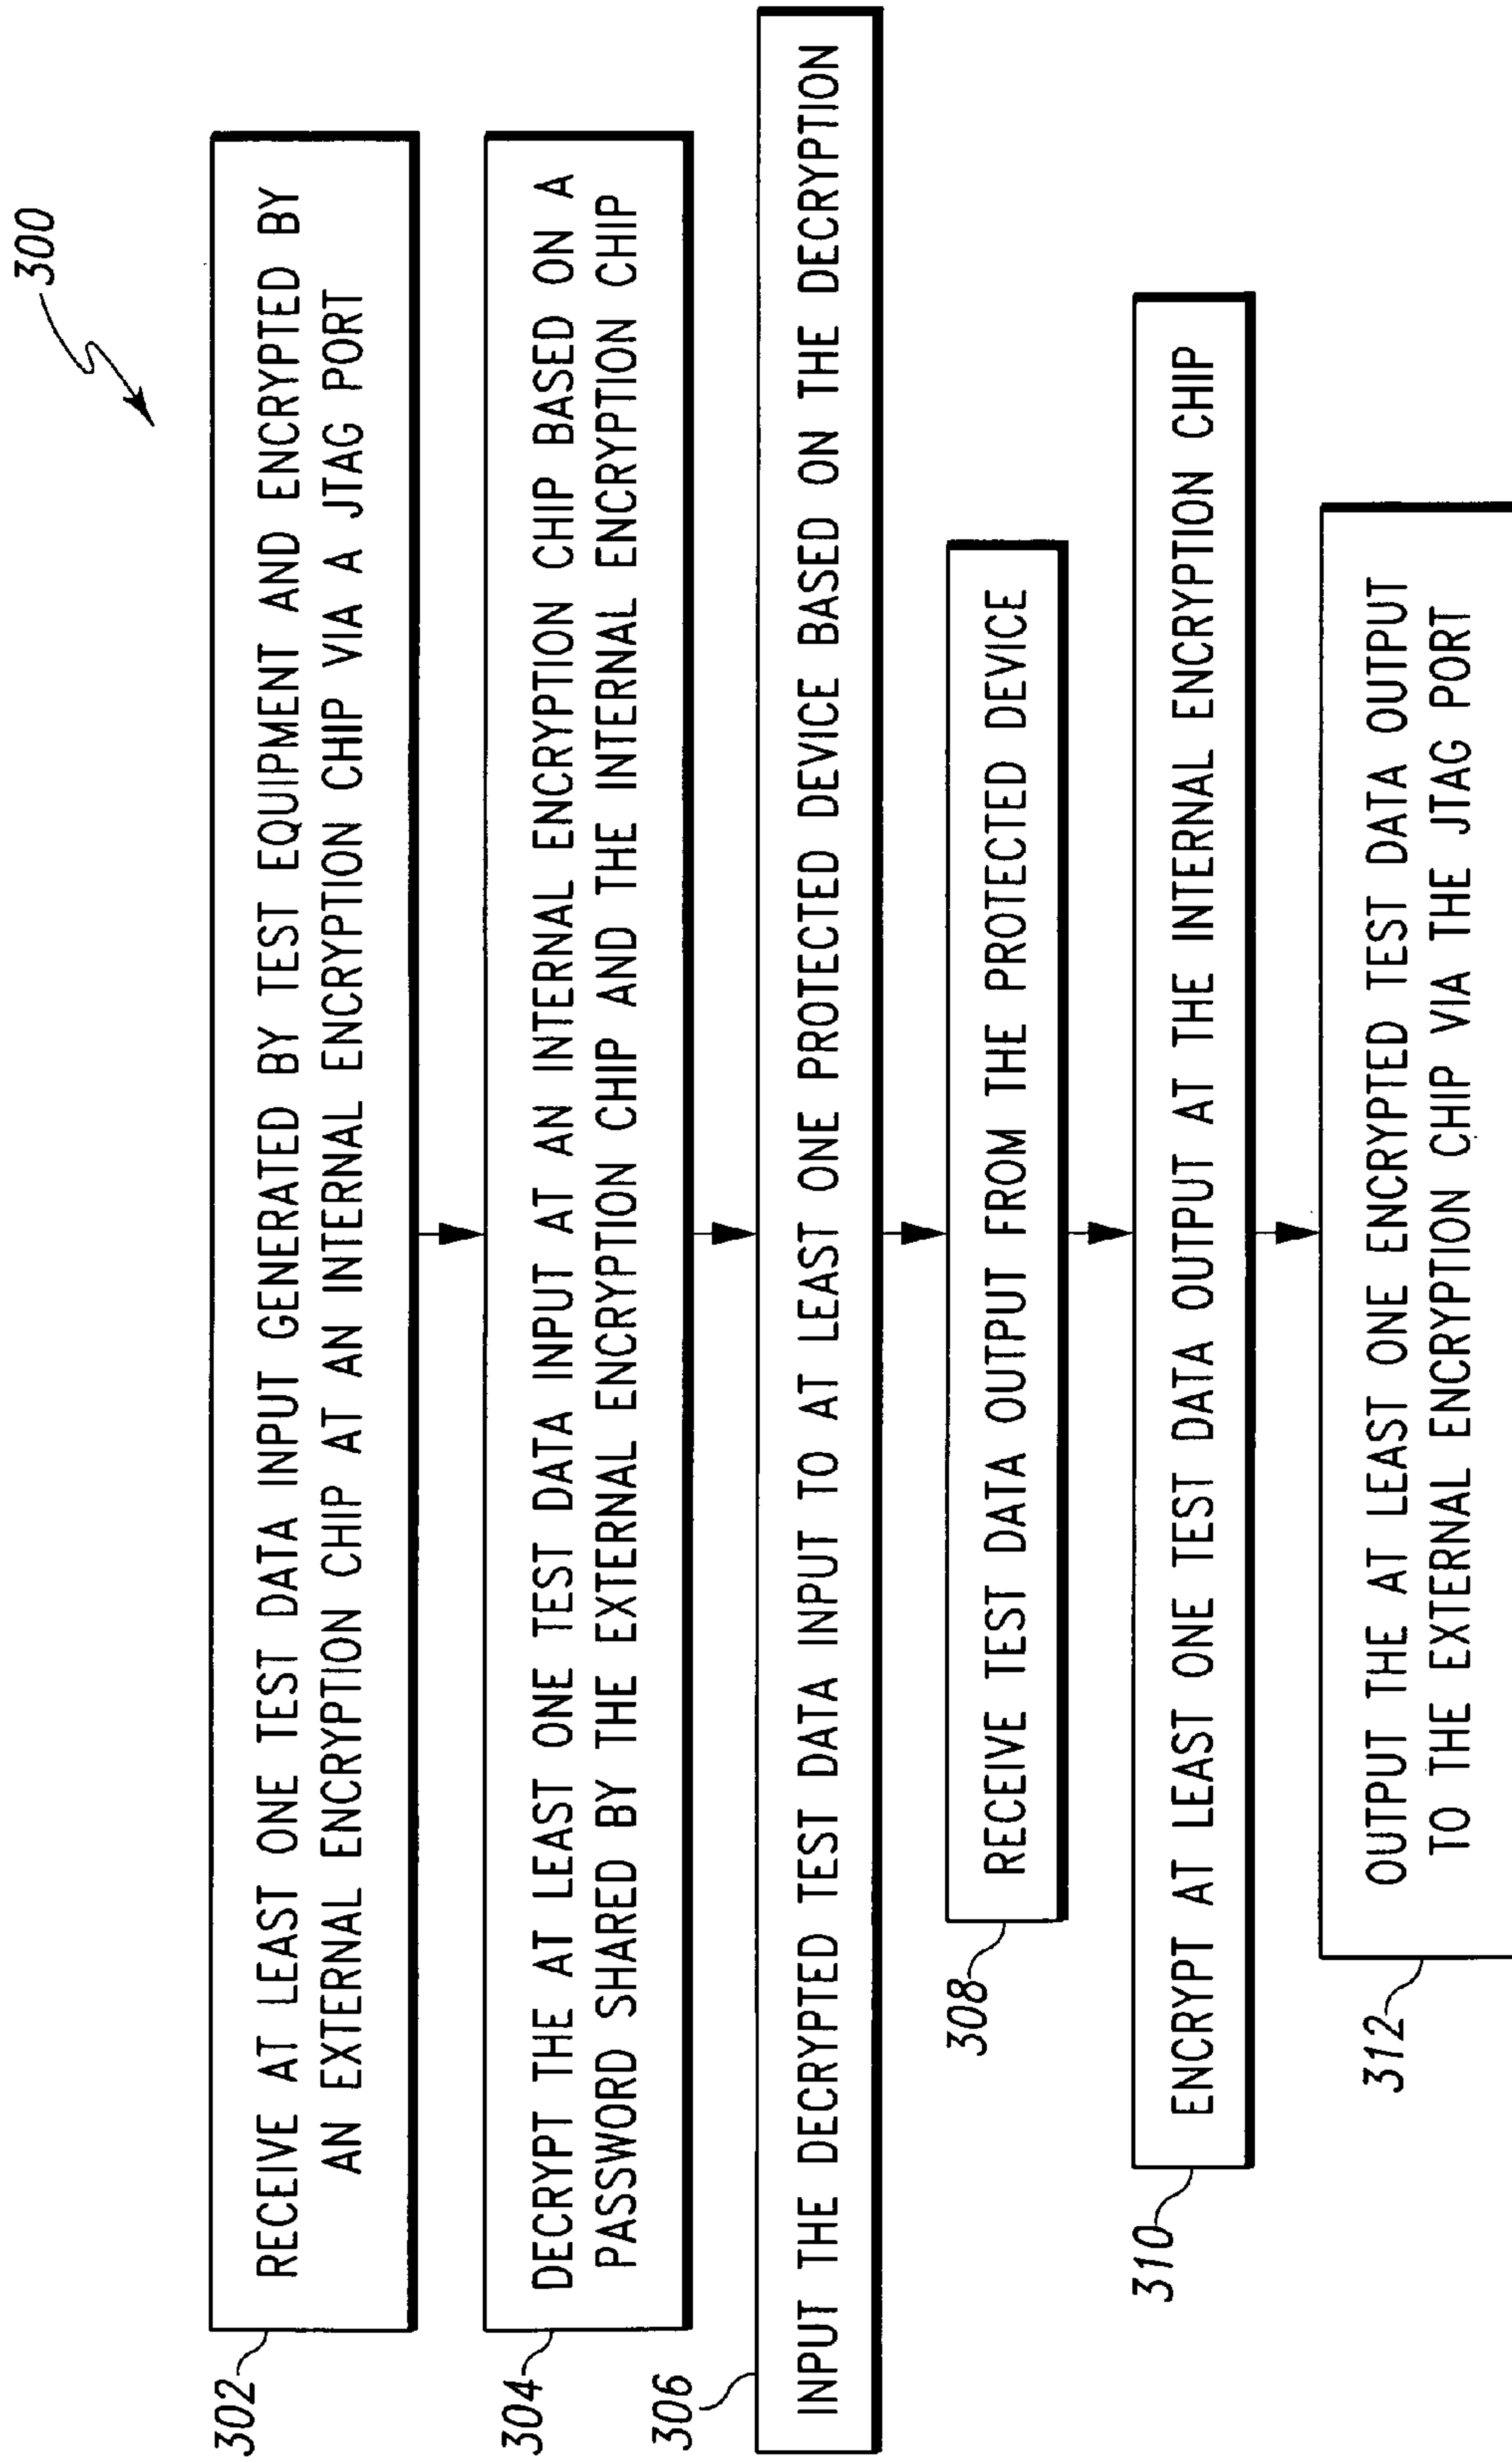 300
302
RECEIVE AT LEAST ONE TEST DATA INPUT GENERATED BY TEST EQUIPMENT AND ENCRYPTED BY
AN EXTERNAL ENCRYPTION CHIP AT AN INTERNAL ENCRYPTION CHIP VIA A JTAG PORT
304
DECRYPT THE AT LEAST ONE TEST DATA INPUT AT AN INTERNAL ENCRYPTION CHIP BASED ON A
PASSWORD SHARED BY THE EXTERNAL ENCRYPTION CHIP AND THE INTERNAL ENCRYPTION CHIP
306
INPUT THE DECRYPTED TEST DATA INPUT TO AT LEAST ONE PROTECTED DEVICE BASED ON THE DECRYPTION
308
RECEIVE TEST DATA OUTPUT FROM THE PROTECTED DEVICE
310
ENCRYPT AT LEAST ONE TEST DATA OUTPUT AT THE INTERNAL ENCRYPTION CHIP
312
OUTPUT THE AT LEAST ONE ENCRYPTED TEST DATA OUTPUT
TO THE EXTERNAL ENCRYPTION CHIP VIA THE JTAG PORT